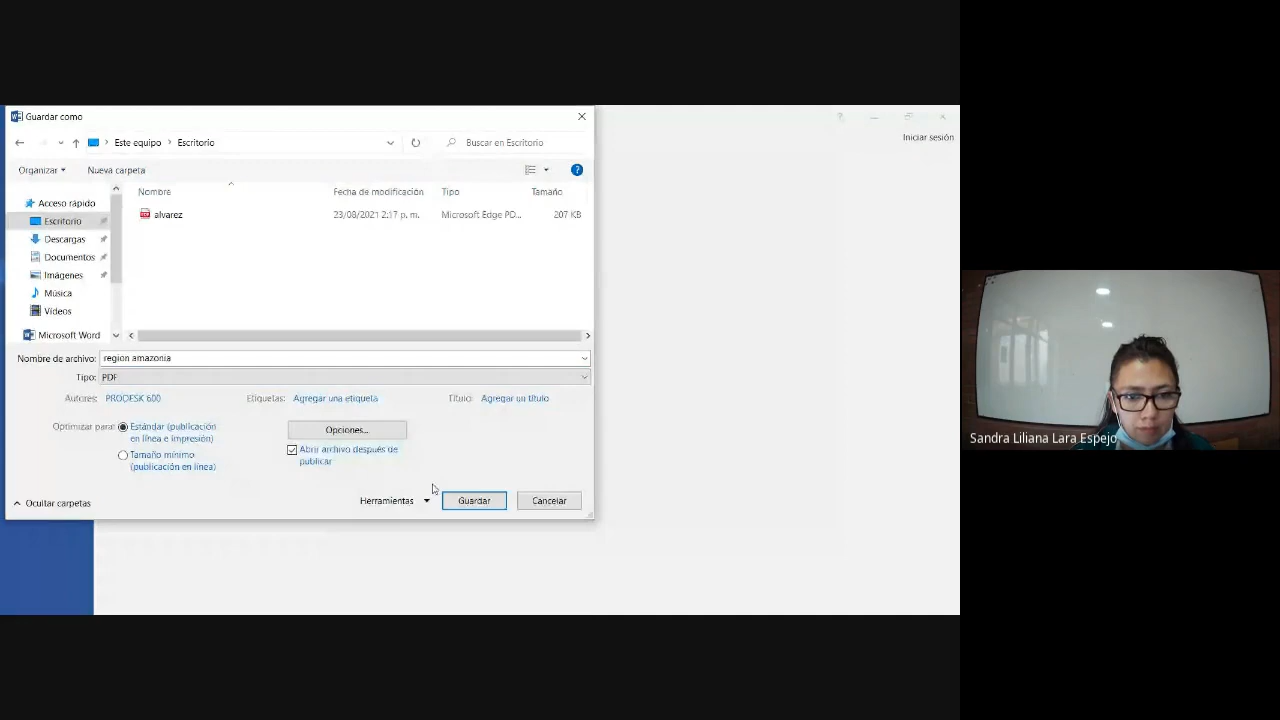 Guardar como
Este equipo
Escritorio
Buscar en Escritorio
Iniciar sesión
Organizar
Nueva carpeta
?
Nombre
Fecha de modificación
Tipo
Tamaño
Acceso rápido
Escritorio
Descargas
Documentos
Imágenes
Música
Vídeos
Microsoft Word
alvarez
23/08/2021 2:17 p. m.
Microsoft Edge PD...
207 KB
Nombre de archivo: region amazonia
Tipo: PDF
Autores: PRODESK 600
Etiquetas: Agregar una etiqueta
Título: Agregar un título
Optimizar para:
Estándar (publicación
en línea e impresión)
Tamaño mínimo
(publicación en línea)
Opciones...
Abrir archivo después de
publicar
Ocultar carpetas
Herramientas
Guardar
Cancelar
Sandra Liliana Lara Espejo